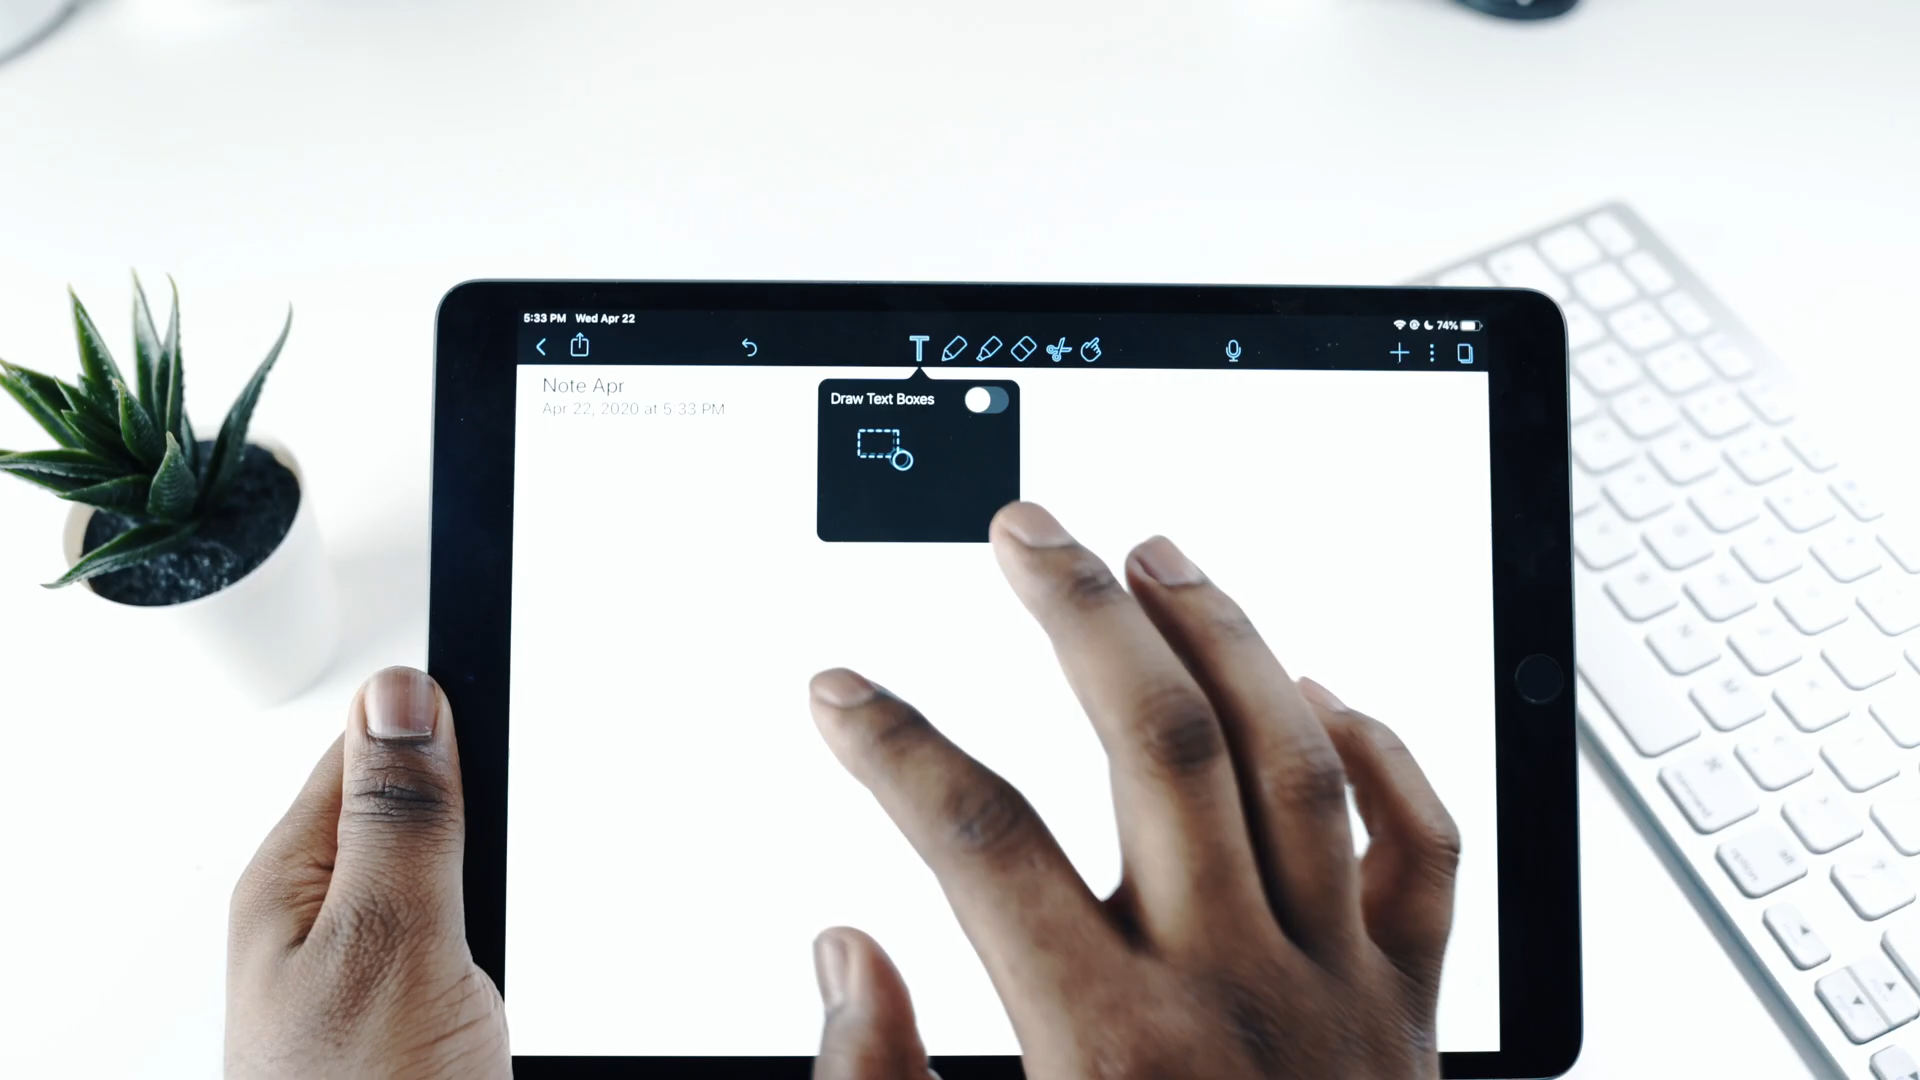 5:33 PM Wed Apr 22
74%
T
Note Apr
Apr 22, 2020 at 5:33 PM
Draw Text Boxes